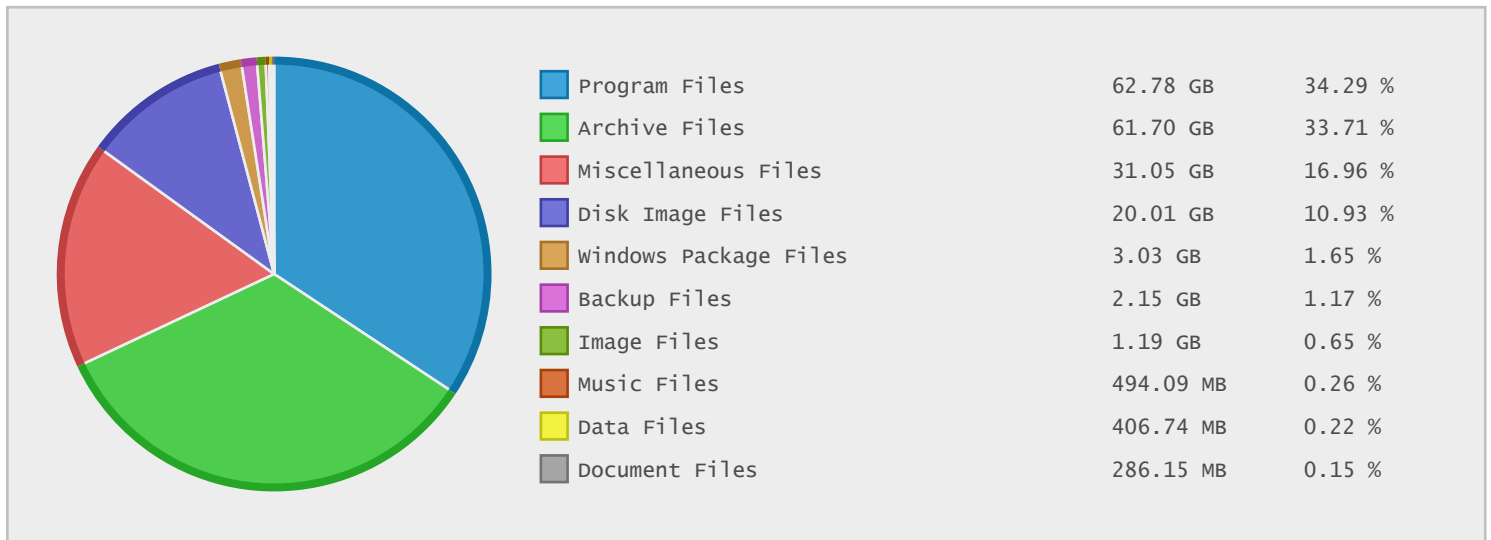 Program Files 62.78 GB 34.29 %
Archive Files 61.70 GB 33.71 %
Miscellaneous Files 31.05 GB 16.96 %
Disk Image Files 20.01 GB 10.93 %
Windows Package Files 3.03 GB 1.65 %
Backup Files 2.15 GB 1.17 %
Image Files 1.19 GB 0.65 %
Music Files 494.09 MB 0.26 %
Data Files 406.74 MB 0.22 %
Document Files 286.15 MB 0.15 %